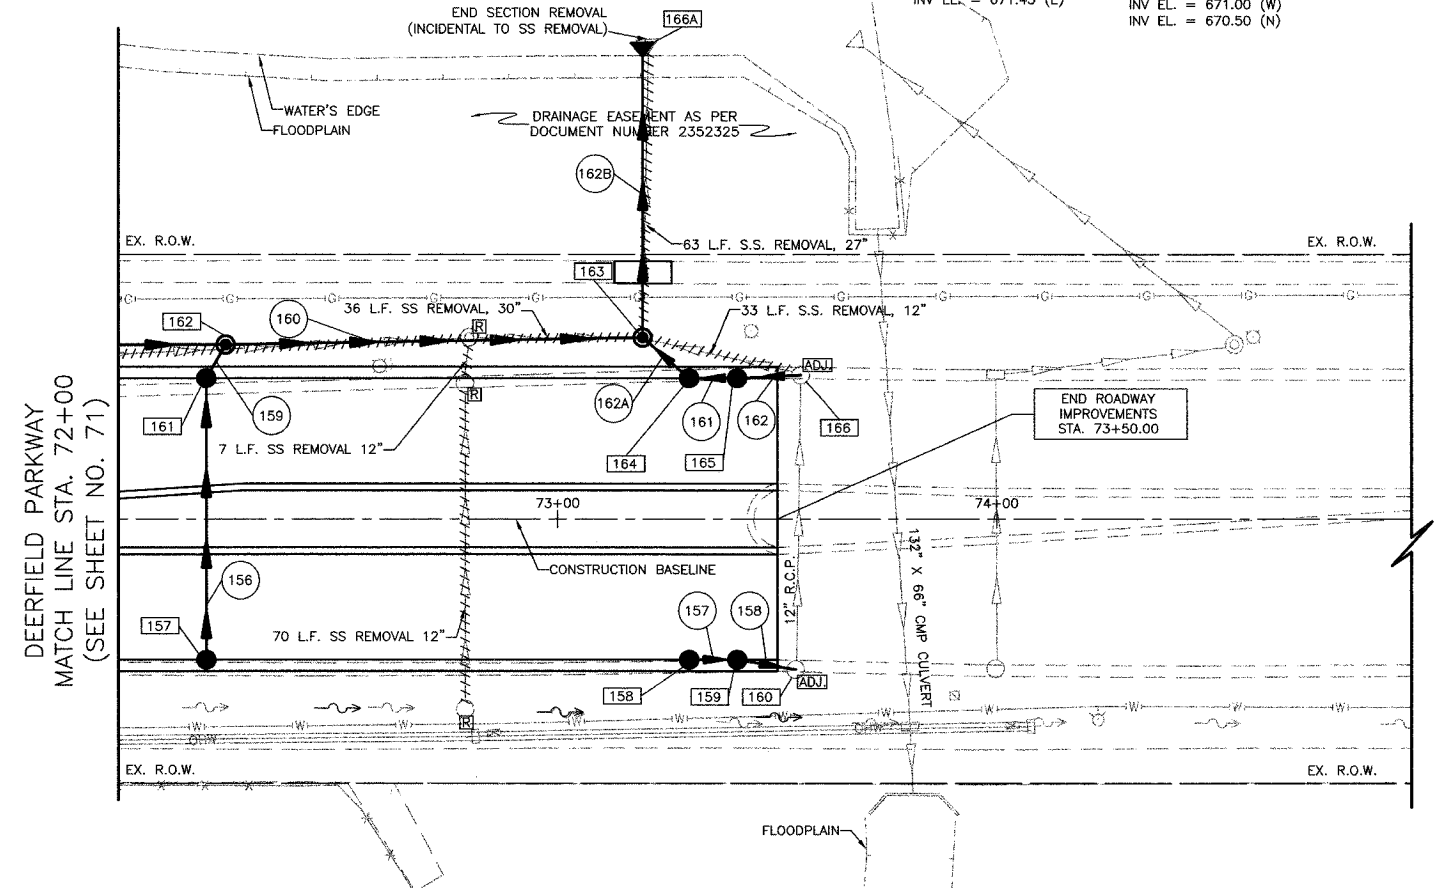 END SECTION REMOVAL
(INCIDENTAL TO SS REMOVAL)
166A
INV EL. = 671.45 (E)
INV EL. = 671.00 (W)
INV EL. = 670.50 (N)
WATER'S EDGE
FLOODPLAIN
DRAINAGE EASEMENT AS PER
DOCUMENT NUMBER 2352325
162B
EX. R.O.W.
63 L.F. S.S. REMOVAL, 27"
EX. R.O.W.
163
G G G G G G G G G G G G
162
160
36 L.F. SS REMOVAL, 30"
33 L.F. S.S. REMOVAL, 12"
R
ADJ.
161
159
R
162A
161
162
166
END ROADWAY
IMPROVEMENTS
STA. 73+50.00
7 L.F. SS REMOVAL 12"
164
165
DEERFIELD PARKWAY
MATCH LINE STA. 72+00
(SEE SHEET NO. 71)
73+00
74+00
CONSTRUCTION BASELINE
156
12" R.C.P.
132" X 66" CMP CULVERT
157
157
158
70 L.F. SS REMOVAL 12"
158
159
160
ADJ.
R
W W W W W W W W W W
EX. R.O.W.
EX. R.O.W.
FLOODPLAIN